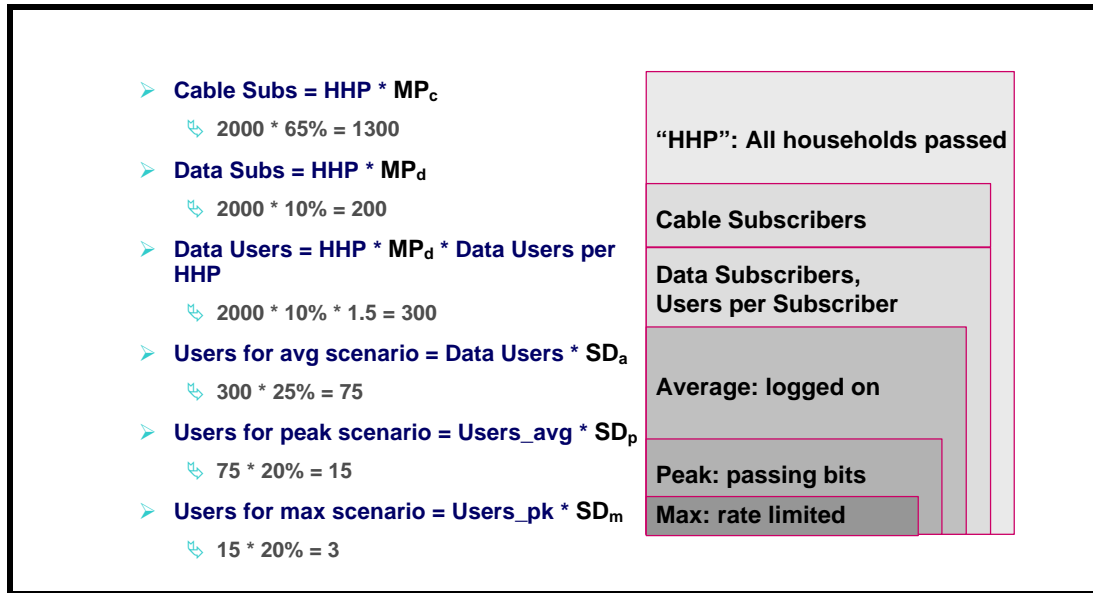 Cable Subs = HHP * MPc
2000 * 65% = 1300
Data Subs = HHP * MPd
2000 * 10% = 200
Data Users = HHP * MPd * Data Users per
HHP
2000 * 10% * 1.5 = 300
Users for avg scenario = Data Users * SDa
300 * 25% = 75
Users for peak scenario = Users_avg * SDp
75 * 20% = 15
Users for max scenario = Users_pk * SDm
15 * 20% = 3
“HHP”: All households passed
Cable Subscribers
Data Subscribers,
Users per Subscriber
Average: logged on
Peak: passing bits
Max: rate limited